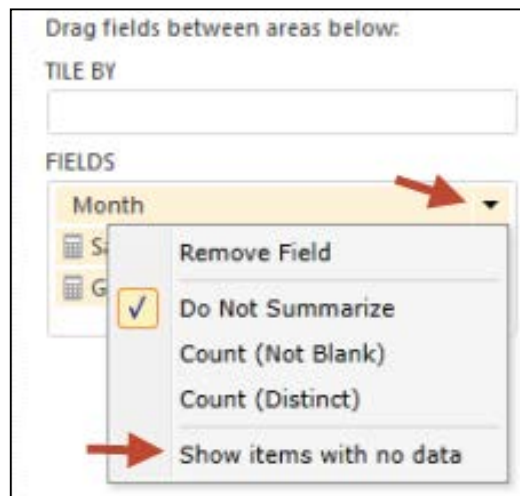 Drag fields between areas below:
TILE BY
FIELDS
Month
Remove Field
Do Not Summarize
Count (Not Blank)
Count (Distinct)
Show items with no data